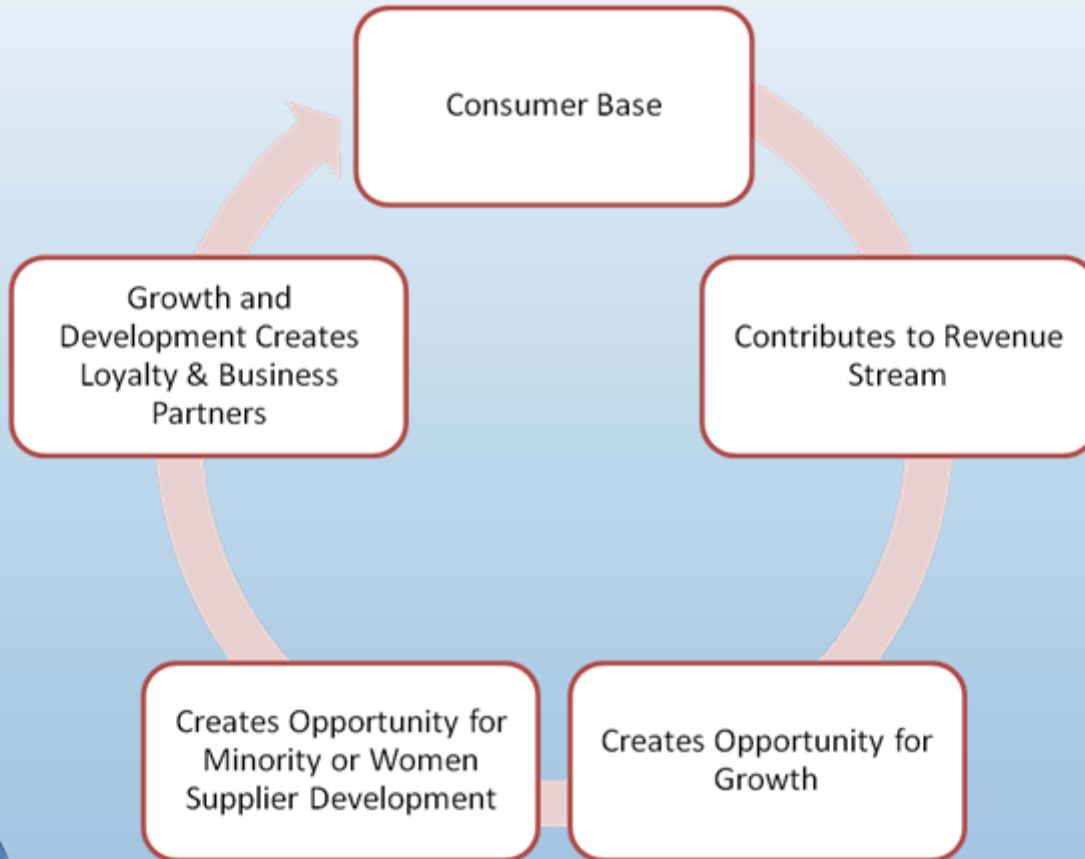 Consumer Base
Contributes to Revenue
Stream
Creates Opportunity for
Growth
Creates Opportunity for
Minority or Women
Supplier Development
Growth and
Development Creates
Loyalty & Business
Partners